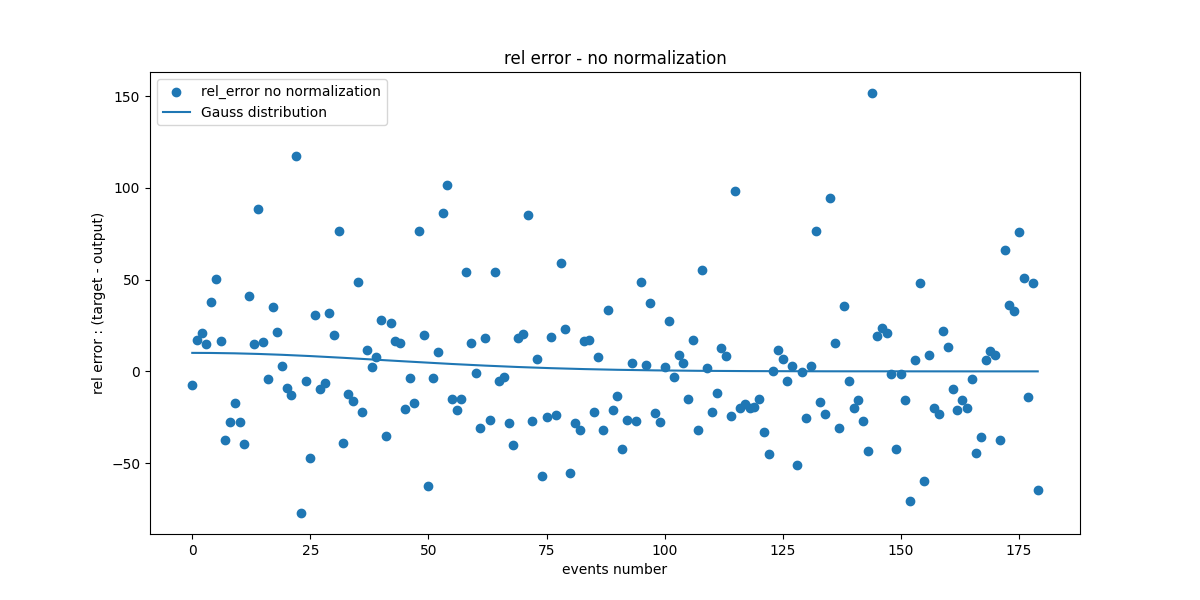 rel error - no normalization
rel_error no normalization
Gauss distribution
rel error : (target - output)
150
100
50
0
−50
0 25 50 75 100 125 150 175
events number